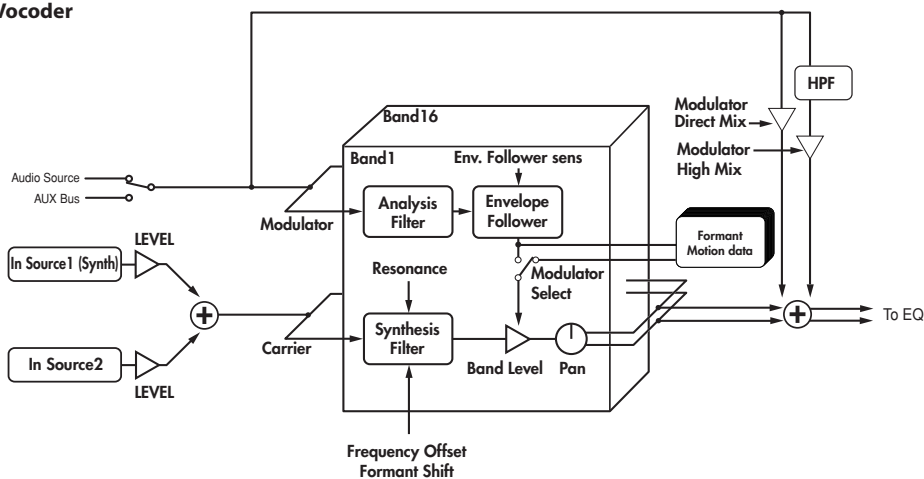 Vocoder
HPF
Modulator
Direct Mix
Modulator
High Mix
Band16
Band1
Env. Follower sens
Audio Source
AUX Bus
Analysis
Filter
Envelope
Follower
Modulator
Formant
Motion data
LEVEL
In Source1 (Synth)
Resonance
Modulator
Select
To EQ
Synthesis
Filter
Carrier
In Source2
LEVEL
Band Level
Pan
Frequency Offset
Formant Shift